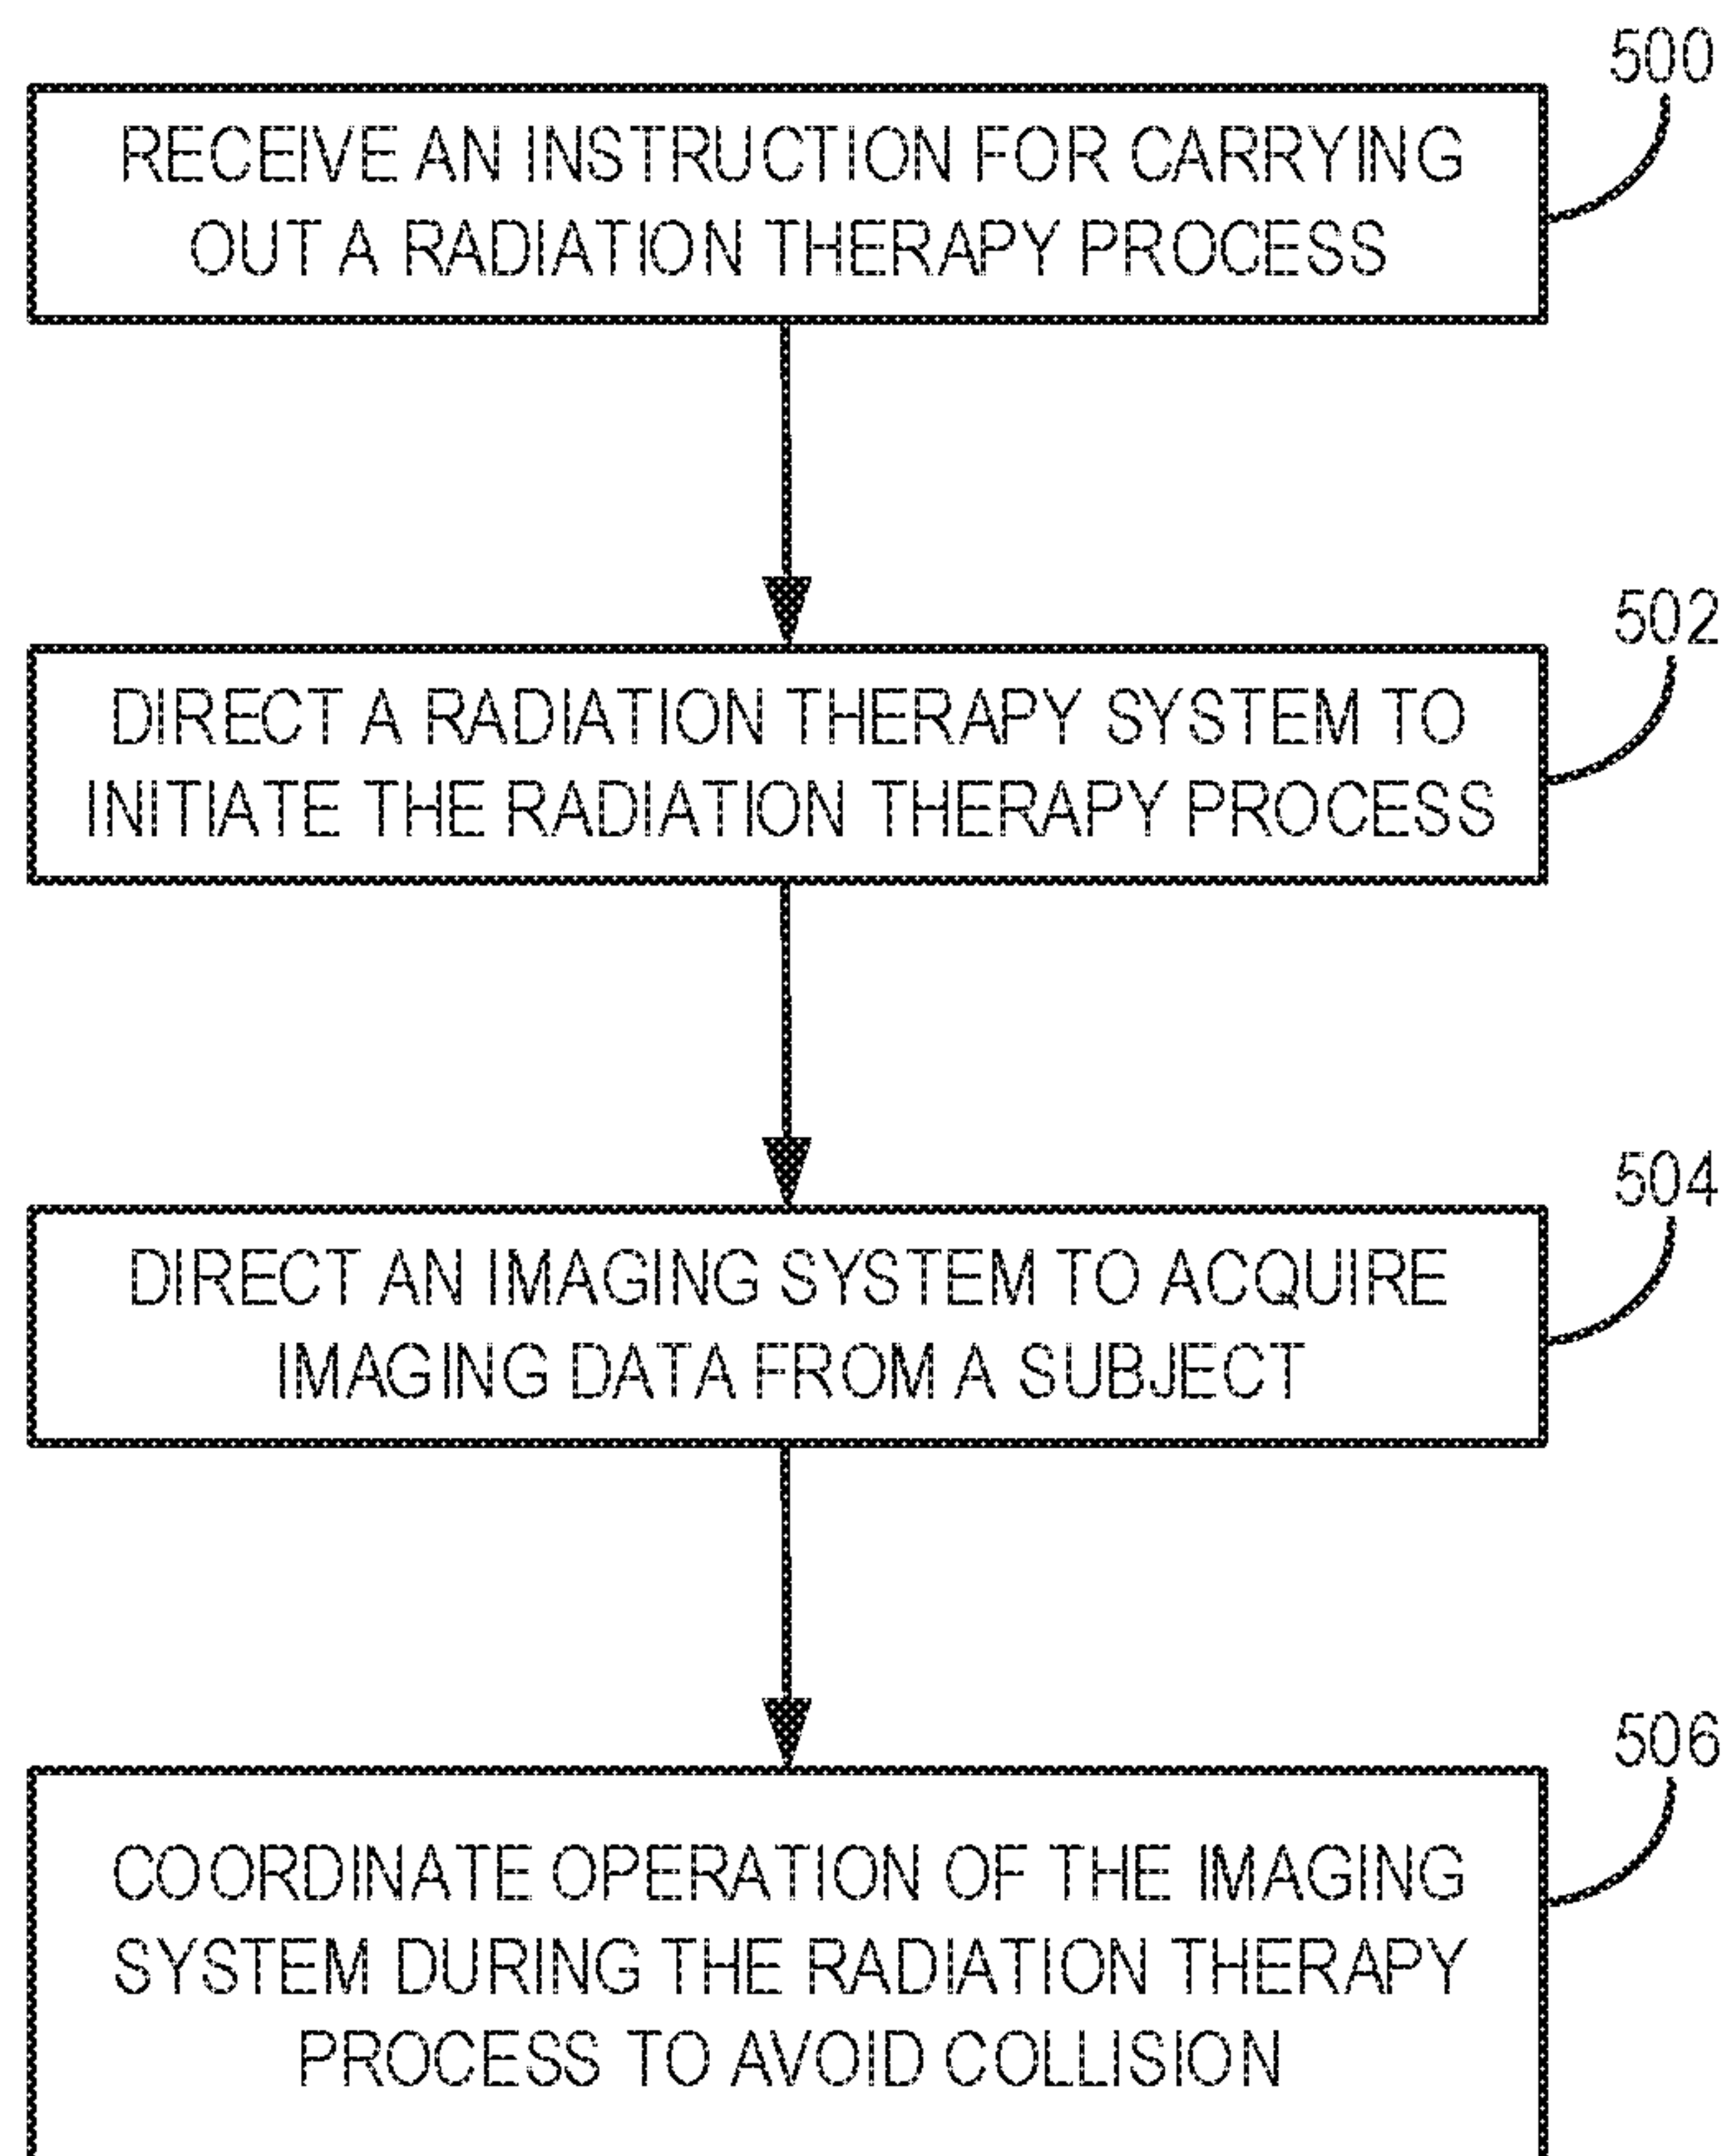 500
RECEIVE AN INSTRUCTION FOR CARRYING
OUT A RADIATION THERAPY PROCESS
502
DIRECT A RADIATION THERAPY SYSTEM TO
INITIATE THE RADIATION THERAPY PROCESS
504
DIRECT AN IMAGING SYSTEM TO ACQUIRE
IMAGING DATA FROM A SUBJECT
506
COORDINATE OPERATION OF THE IMAGING
SYSTEM DURING THE RADIATION THERAPY
PROCESS TO AVOID COLLISION